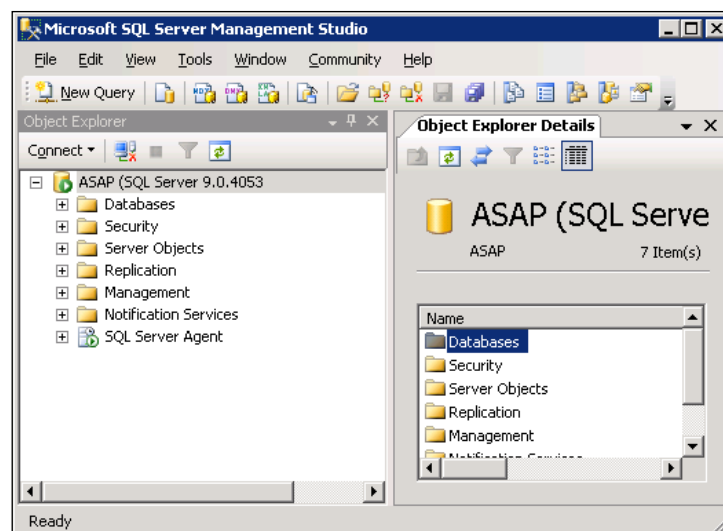 Microsoft SQL Server Management Studio
File Edit View Tools Window Community Help
New Query
Object Explorer
Connect
ASAP (SQL Server 9.0.4053
Databases
Security
Server Objects
Replication
Management
Notification Services
SQL Server Agent
Object Explorer Details
ASAP (SQL Serve
ASAP 7 Item(s)
Name
Databases
Security
Server Objects
Replication
Management
Notification Services
Ready